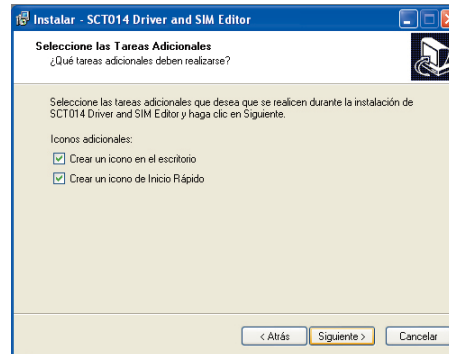 Instalar - SCT014 Driver and SIM Editor
Seleccione las Tareas Adicionales
¿Qué tareas adicionales deben realizarse?
Seleccione las tareas adicionales que desea que se realicen durante la instalación de
SCT014 Driver and SIM Editor y haga clic en Siguiente.
Iconos adicionales:
Crear un icono en el escritorio
Crear un icono de Inicio Rápido
< Atrás
Siguiente >
Cancelar